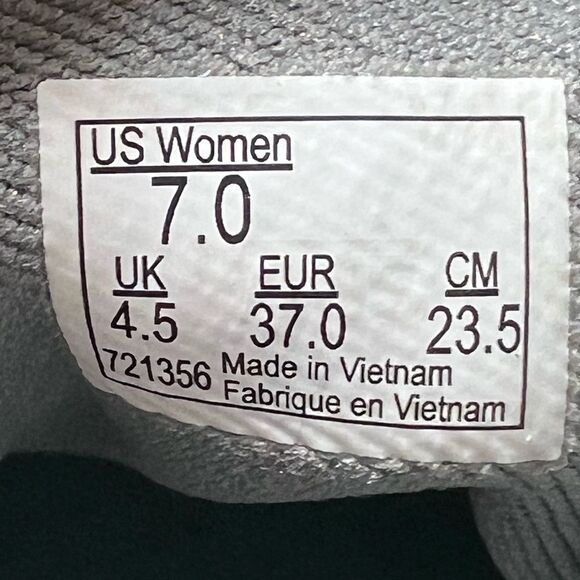 US Women
7.0
UK EUR CM
4.5 37.0 23.5
721356 Made in Vietnam
Fabrique en Vietnam